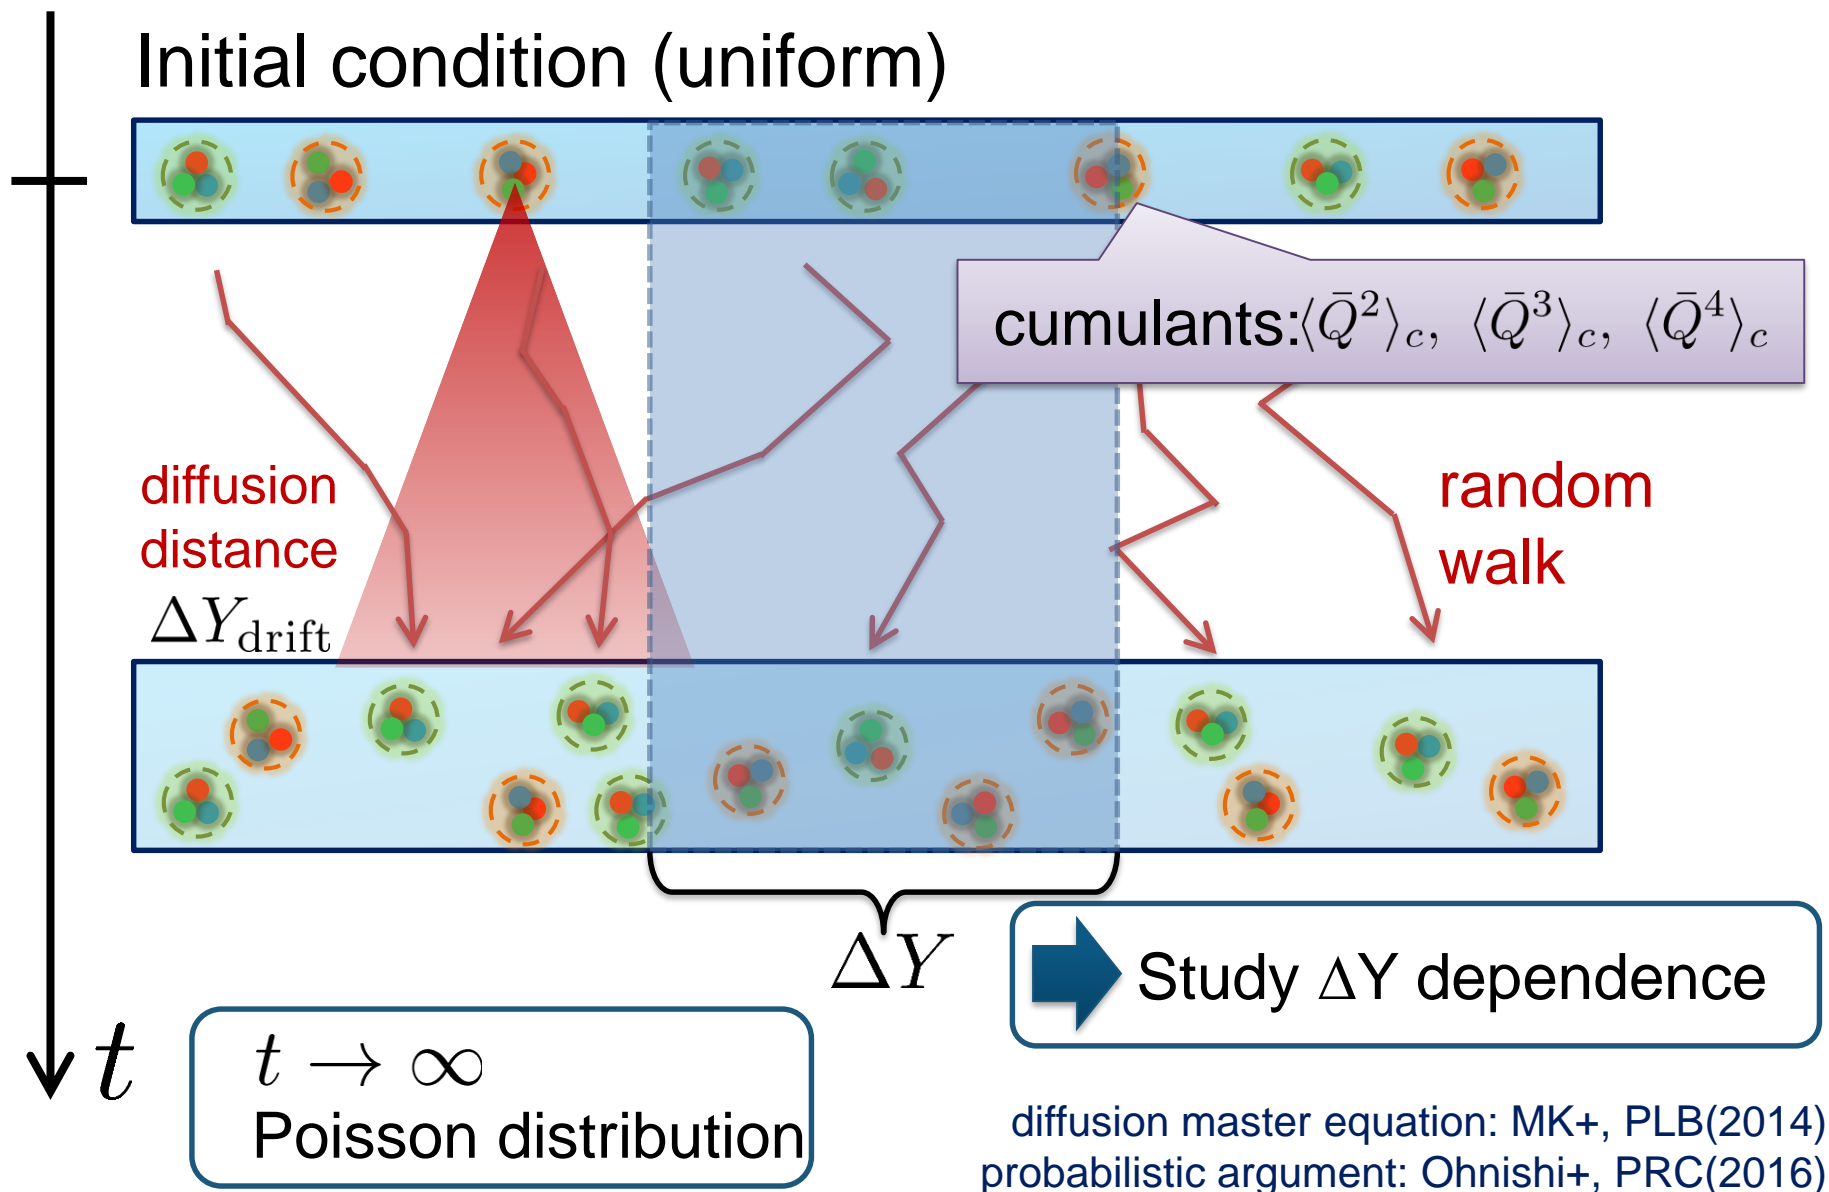 Initial condition (uniform)
cumulants:⟨Q̄²⟩c, ⟨Q̄³⟩c, ⟨Q̄⁴⟩c
diffusion
distance
ΔY_drift
random
walk
ΔY
Study ΔY dependence
t
t → ∞
Poisson distribution
diffusion master equation: MK+, PLB(2014)
probabilistic argument: Ohnishi+, PRC(2016)